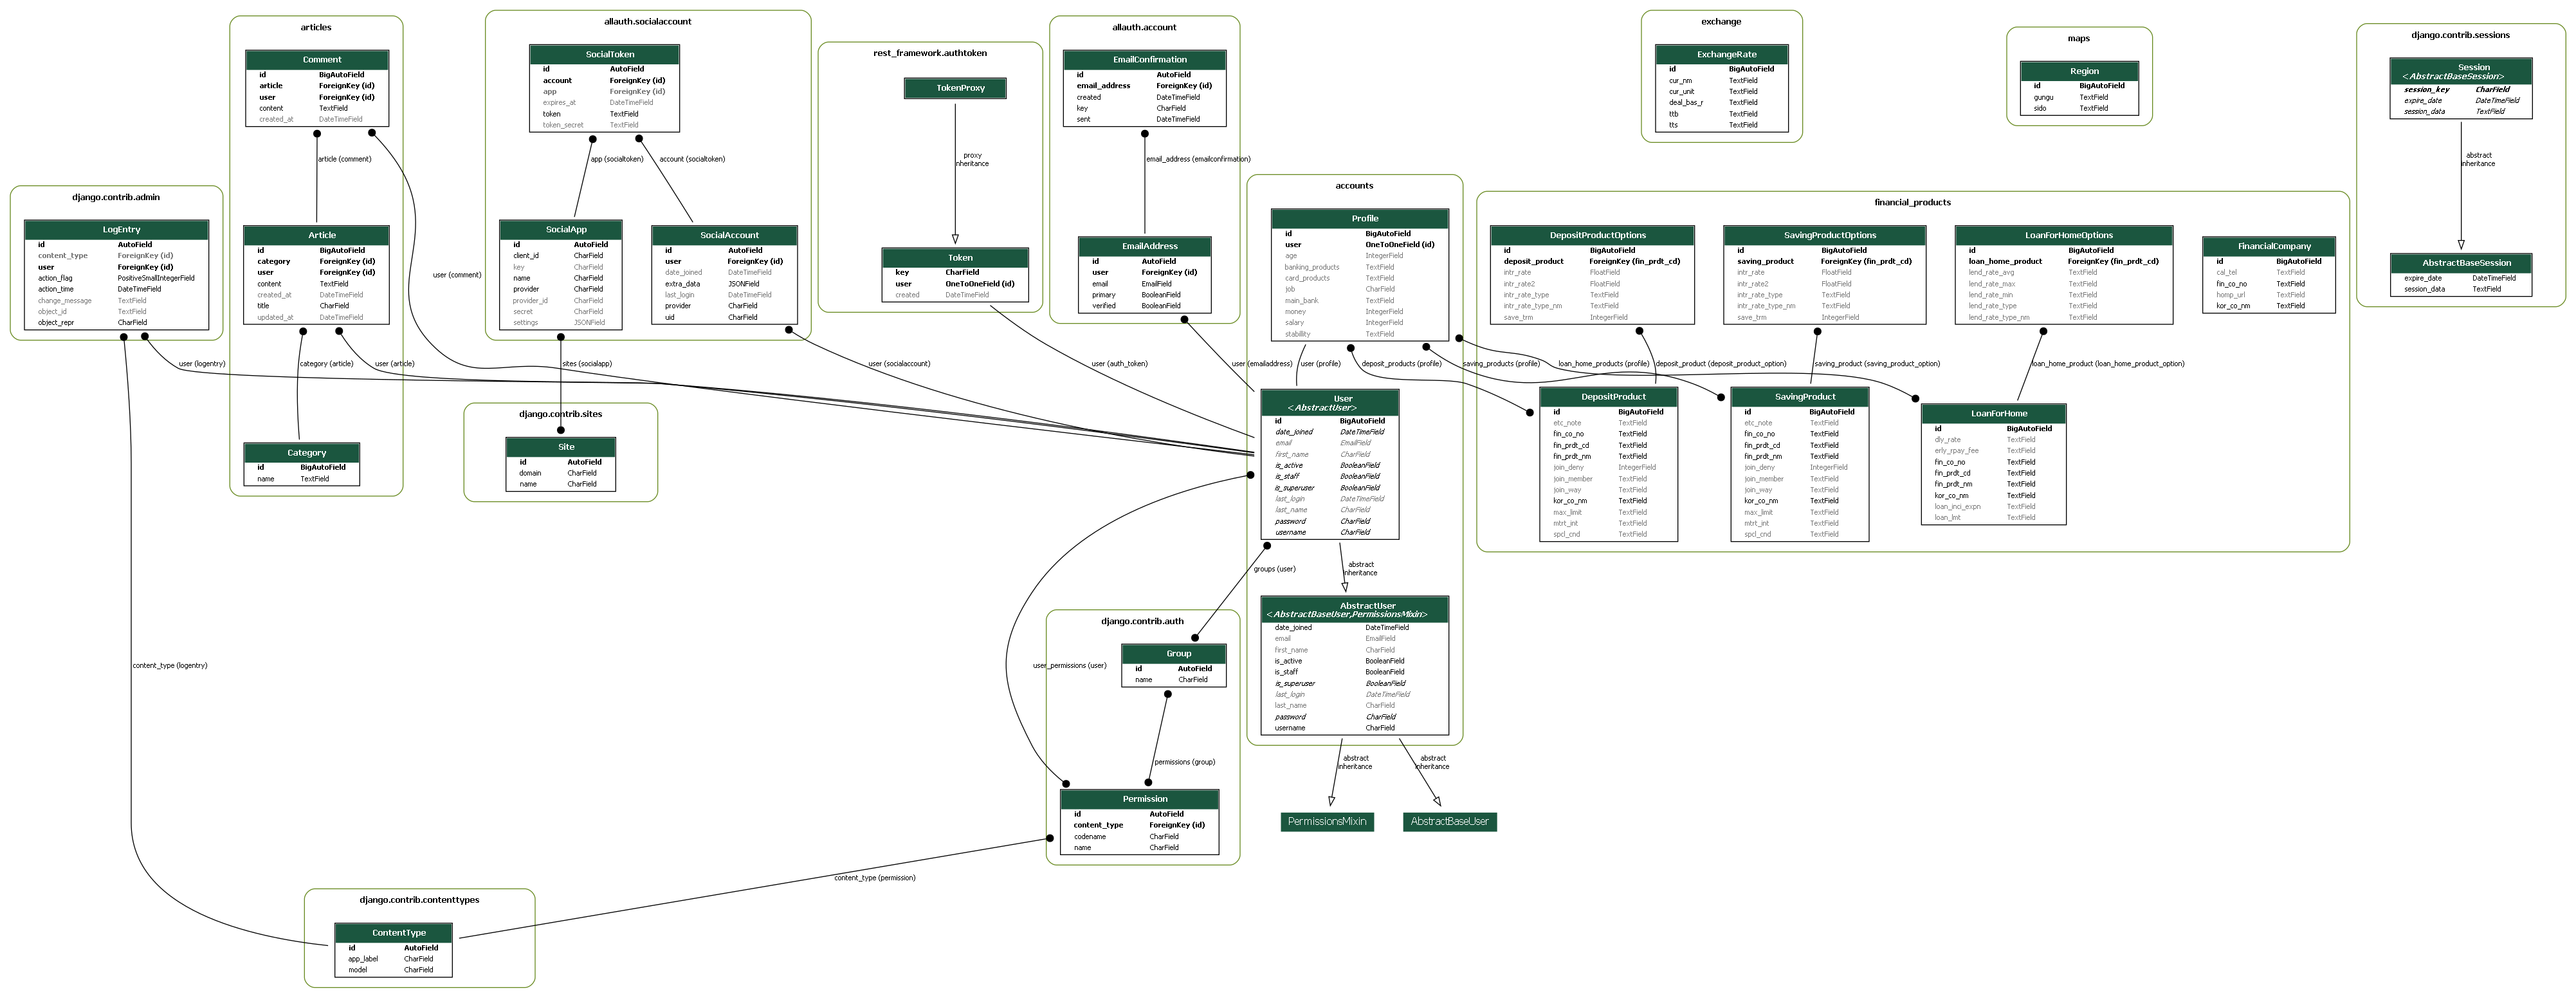 articles
Comment
id BigAutoField
article ForeignKey (id)
user ForeignKey (id)
content TextField
created_at DateTimeField
article (comment)
user (comment)
Article
id BigAutoField
category ForeignKey (id)
user ForeignKey (id)
content TextField
created_at DateTimeField
title CharField
updated_at DateTimeField
category (article)
user (article)
Category
id BigAutoField
name TextField
django.contrib.admin
LogEntry
id AutoField
content_type ForeignKey (id)
user ForeignKey (id)
action_flag PositiveSmallIntegerField
action_time DateTimeField
change_message TextField
object_id TextField
object_repr CharField
user (logentry)
content_type (logentry)
allauth.socialaccount
SocialToken
id AutoField
account ForeignKey (id)
app ForeignKey (id)
expires_at DateTimeField
token TextField
token_secret TextField
app (socialtoken)
account (socialtoken)
SocialApp
id AutoField
client_id CharField
key CharField
name CharField
provider CharField
provider_id CharField
secret CharField
settings JSONField
SocialAccount
id AutoField
user ForeignKey (id)
date_joined DateTimeField
extra_data JSONField
last_login DateTimeField
provider CharField
uid CharField
sites (socialapp)
user (socialaccount)
django.contrib.sites
Site
id AutoField
domain CharField
name CharField
rest_framework.authtoken
TokenProxy
proxy
inheritance
Token
key CharField
user OneToOneField (id)
created DateTimeField
user (auth_token)
allauth.account
EmailConfirmation
id AutoField
email_address ForeignKey (id)
created DateTimeField
key CharField
sent DateTimeField
email_address (emailconfirmation)
EmailAddress
id AutoField
user ForeignKey (id)
email EmailField
primary BooleanField
verified BooleanField
user (emailaddress)
accounts
Profile
id BigAutoField
user OneToOneField (id)
age IntegerField
banking_products TextField
card_products TextField
job CharField
main_bank TextField
money IntegerField
salary IntegerField
stability TextField
user (profile)
deposit_products (profile)
saving_products (profile)
loan_home_products (profile)
User
<AbstractUser>
id BigAutoField
date_joined DateTimeField
email EmailField
first_name CharField
is_active BooleanField
is_staff BooleanField
is_superuser BooleanField
last_login DateTimeField
last_name CharField
password CharField
username CharField
groups (user)
abstract
inheritance
user_permissions (user)
AbstractUser
<AbstractBaseUser,PermissionsMixin>
date_joined DateTimeField
email EmailField
first_name CharField
is_active BooleanField
is_staff BooleanField
is_superuser BooleanField
last_login DateTimeField
last_name CharField
password CharField
username CharField
abstract
inheritance
abstract
inheritance
PermissionsMixin
AbstractBaseUser
django.contrib.auth
Group
id AutoField
name CharField
permissions (group)
Permission
id AutoField
content_type ForeignKey (id)
codename CharField
name CharField
content_type (permission)
django.contrib.contenttypes
ContentType
id AutoField
app_label CharField
model CharField
exchange
ExchangeRate
id BigAutoField
cur_nm TextField
cur_unit TextField
deal_bas_r TextField
ttb TextField
tts TextField
maps
Region
id BigAutoField
gungu TextField
sido TextField
financial_products
DepositProductOptions
id BigAutoField
deposit_product ForeignKey (fin_prdt_cd)
intr_rate FloatField
intr_rate2 FloatField
intr_rate_type TextField
intr_rate_type_nm TextField
save_trm IntegerField
SavingProductOptions
id BigAutoField
saving_product ForeignKey (fin_prdt_cd)
intr_rate FloatField
intr_rate2 FloatField
intr_rate_type TextField
intr_rate_type_nm TextField
save_trm IntegerField
LoanForHomeOptions
id BigAutoField
loan_home_product ForeignKey (fin_prdt_cd)
lend_rate_avg TextField
lend_rate_max TextField
lend_rate_min TextField
lend_rate_type TextField
lend_rate_type_nm TextField
FinancialCompany
id BigAutoField
cal_tel TextField
fin_co_no TextField
homp_url TextField
kor_co_nm TextField
deposit_product (deposit_product_option)
saving_product (saving_product_option)
loan_home_product (loan_home_product_option)
DepositProduct
id BigAutoField
etc_note TextField
fin_co_no TextField
fin_prdt_cd TextField
fin_prdt_nm TextField
join_deny IntegerField
join_member TextField
join_way TextField
kor_co_nm TextField
max_limit TextField
mtrt_int TextField
spcl_cnd TextField
SavingProduct
id BigAutoField
etc_note TextField
fin_co_no TextField
fin_prdt_cd TextField
fin_prdt_nm TextField
join_deny IntegerField
join_member TextField
join_way TextField
kor_co_nm TextField
max_limit TextField
mtrt_int TextField
spcl_cnd TextField
LoanForHome
id BigAutoField
dly_rate TextField
erly_rpay_fee TextField
fin_co_no TextField
fin_prdt_cd TextField
fin_prdt_nm TextField
kor_co_nm TextField
loan_inci_expn TextField
loan_lmt TextField
django.contrib.sessions
Session
<AbstractBaseSession>
session_key CharField
expire_date DateTimeField
session_data TextField
abstract
inheritance
AbstractBaseSession
expire_date DateTimeField
session_data TextField